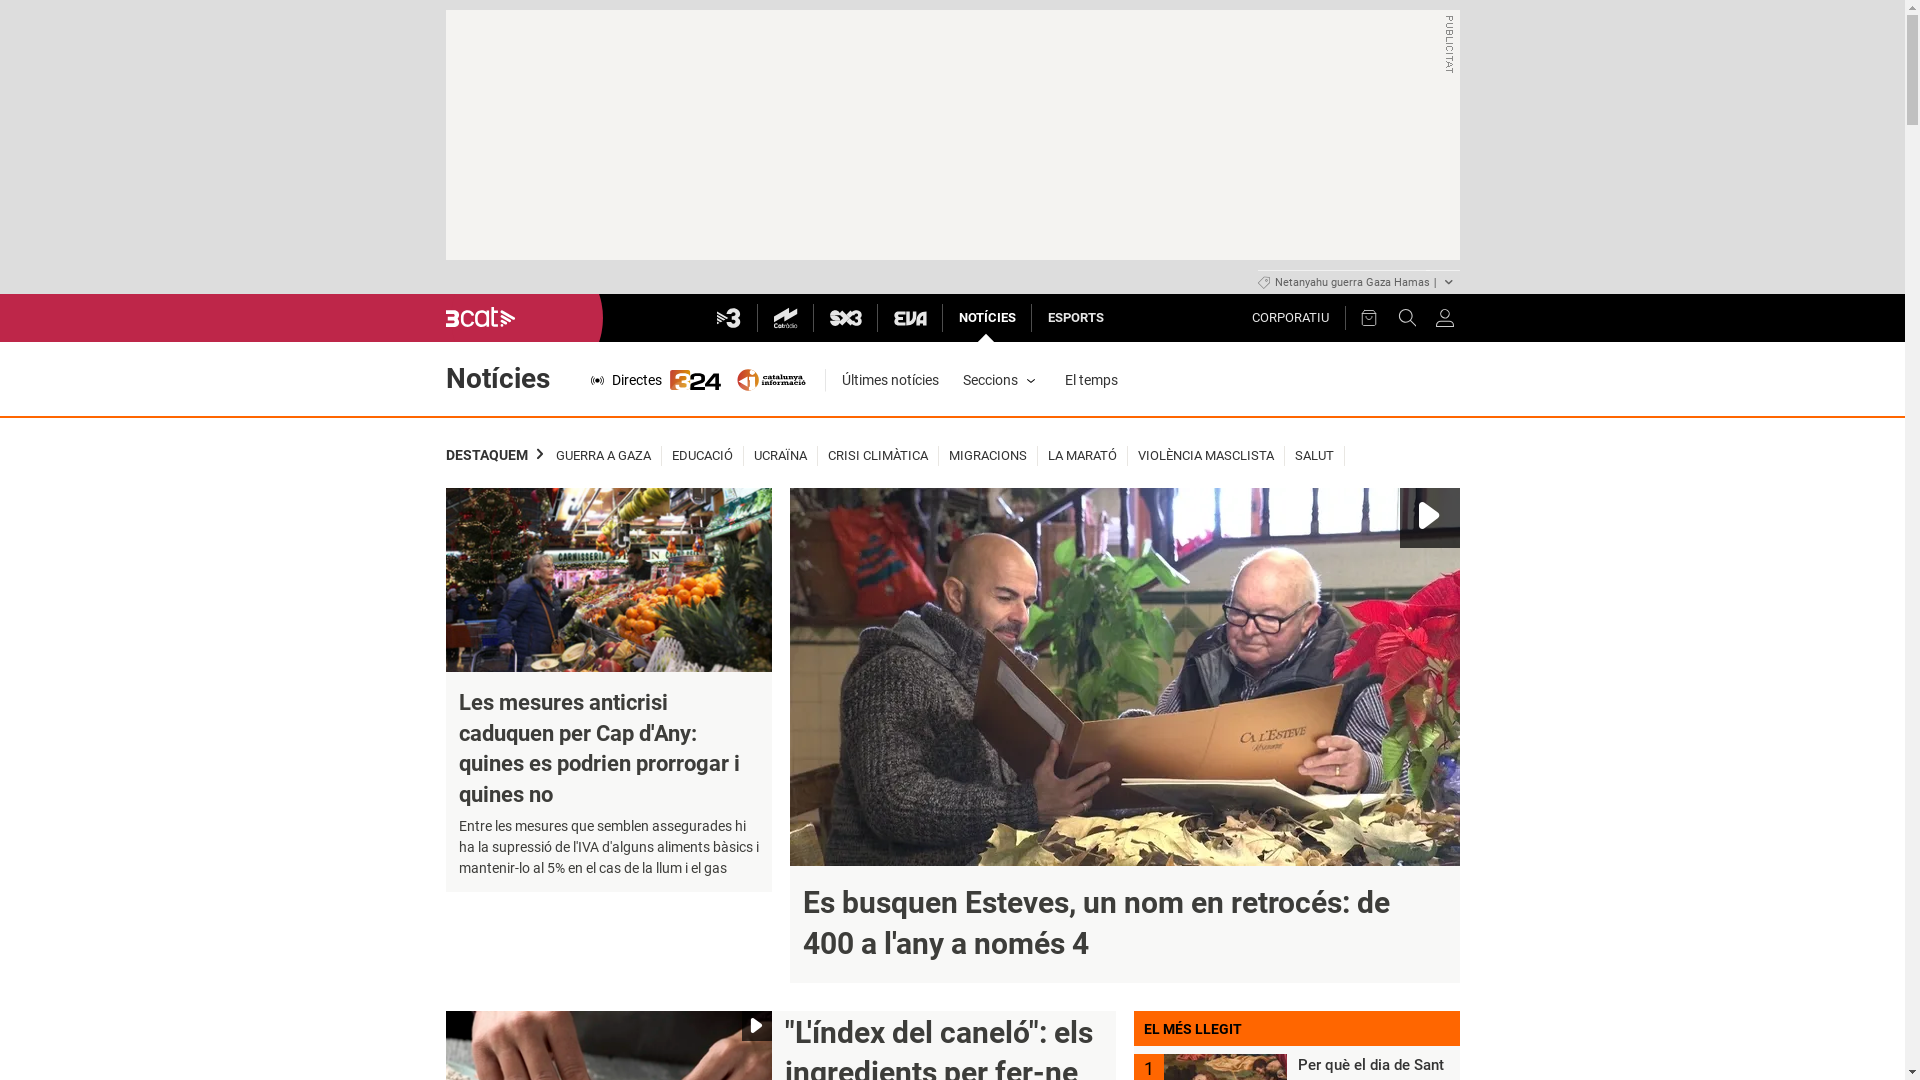 PUBLICITAT
Netanyahu guerra Gaza Hamas |
3cat
3
Catràdio
SX3
EVA
NOTÍCIES
ESPORTS
CORPORATIU
Notícies
Directes
324
catalunya
informació
Últimes notícies
Seccions
El temps
DESTAQUEM
GUERRA A GAZA
EDUCACIÓ
UCRAÏNA
CRISI CLIMÀTICA
MIGRACIONS
LA MARATÓ
VIOLÈNCIA MASCLISTA
SALUT
CARNISSERIA
CA L'ESTEVE
Les mesures anticrisi
caduquen per Cap d'Any:
quines es podrien prorrogar i
quines no
Entre les mesures que semblen assegurades hi
ha la supressió de l'IVA d'alguns aliments bàsics i
mantenir-lo al 5% en el cas de la llum i el gas
Es busquen Esteves, un nom en retrocés: de
400 a l'any a només 4
"L'índex del caneló": els
ingredients per fer-ne
EL MÉS LLEGIT
1
Per què el dia de Sant